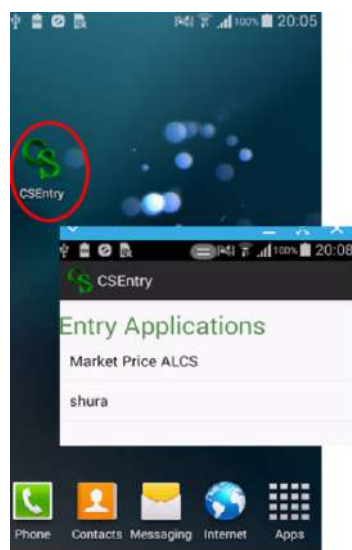 100% 20:05
CSEntry
100% 20:08
CSEntry
Entry Applications
Market Price ALCS
shura
Phone Contacts Messaging Internet Apps